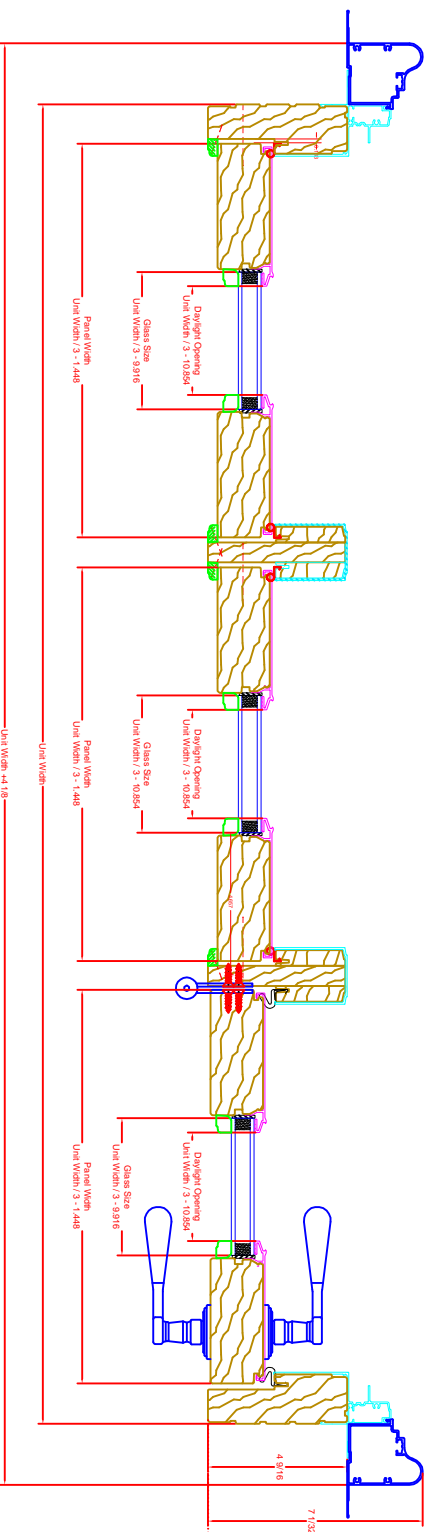 Daylight Opening
Unit Width / 3 - 10.854
Glass Size
Unit Width / 3 - 9.916
Panel Width
Unit Width / 3 - 1.448
Daylight Opening
Unit Width / 3 - 10.854
Glass Size
Unit Width / 3 - 10.854
Panel Width
Unit Width / 3 - 1.448
Daylight Opening
Unit Width / 3 - 10.854
Glass Size
Unit Width / 3 - 9.916
Panel Width
Unit Width / 3 - 1.448
Unit Width
Unit Width +4 1/8
4 9/16
7 1/32